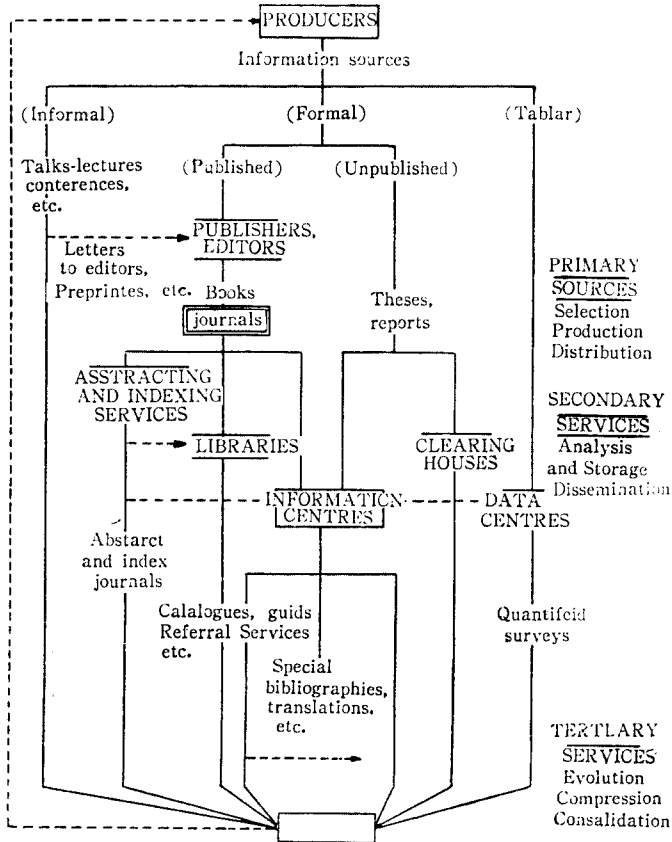 PRODUCERS
Information sources
(Informal)
(Formal)
(Tablar)
Talks-lectures
conterences,
etc.
(Published)
(Unpublished)
PUBLISHERS,
EDITORS
Letters
to editors,
Preprintes, etc.
Books
journals
Theses,
reports
PRIMARY
SOURCES
Selection
Production
Distribution
ASSTRACTING
AND INDEXING
SERVICES
LIBRARIES
CLEARING
HOUSES
SECONDARY
SERVICES
Analysis
and Storage
Dissemination
INFORMATION
CENTRES
DATA
CENTRES
Abstarct
and index
journals
Calalogues, guids
Referral Services
etc.
Special
bibliographies,
translations.
etc.
Quantifcid
surveys
TERTLARY
SERVICES
Evolution
Compression
Consalidation